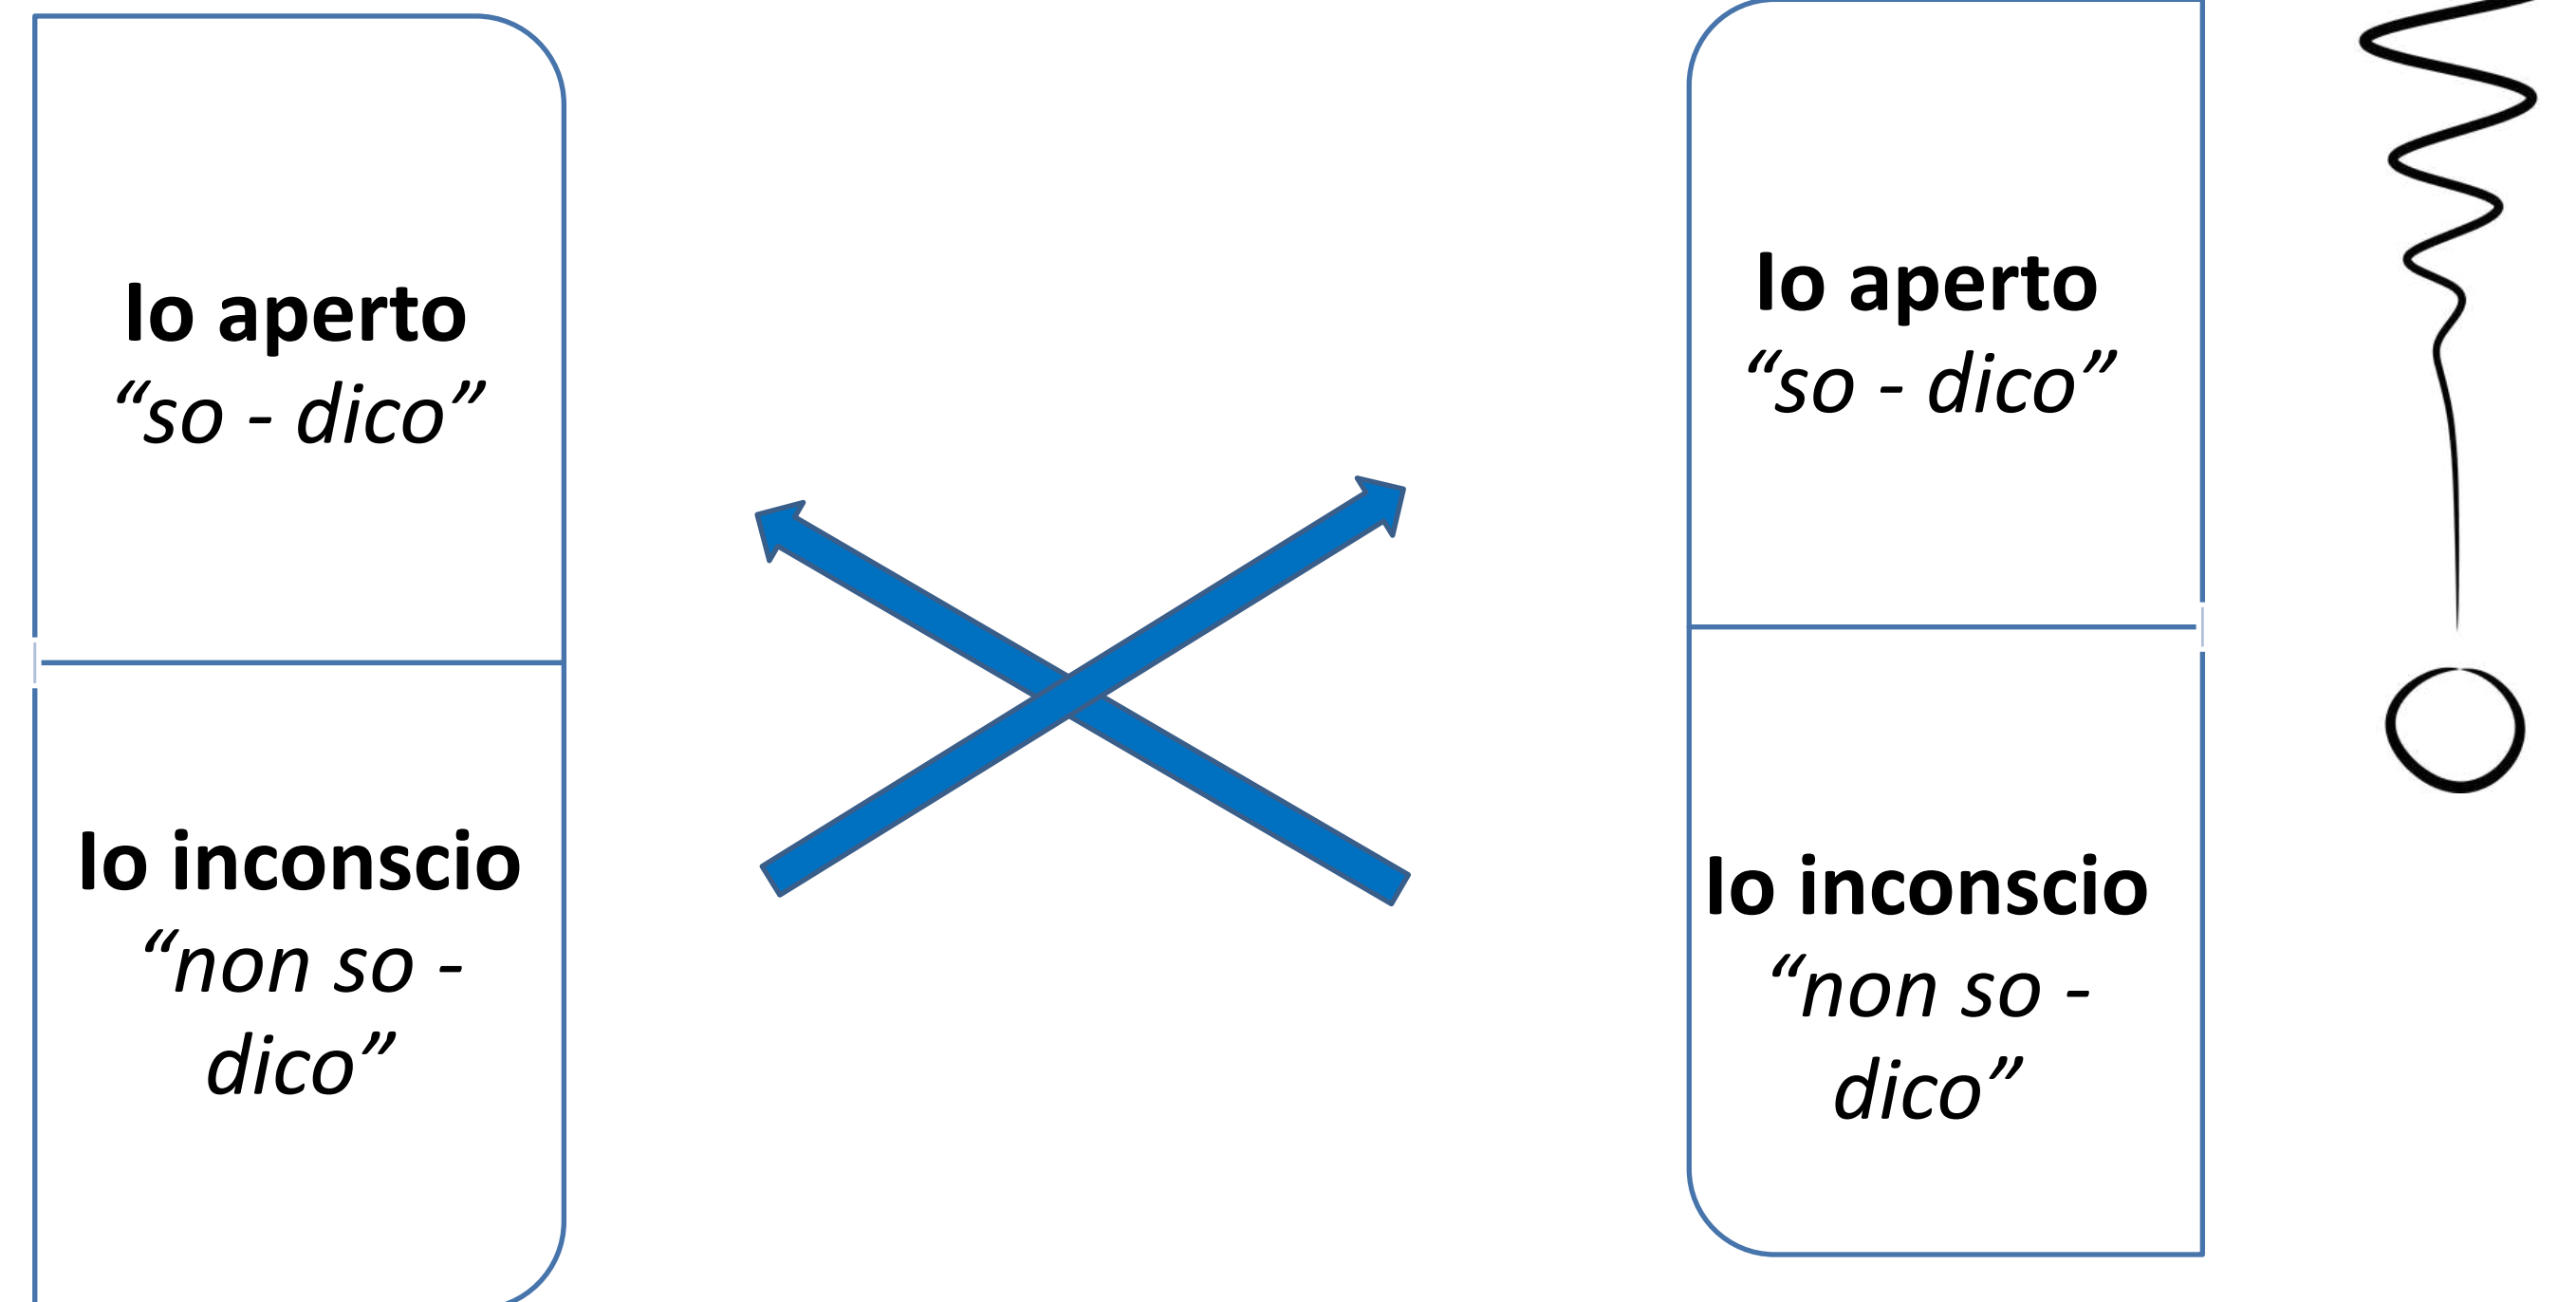 Io aperto
“so - dico”
Io inconscio
“non so -
dico”
Io aperto
“so - dico”
Io inconscio
“non so -
dico”